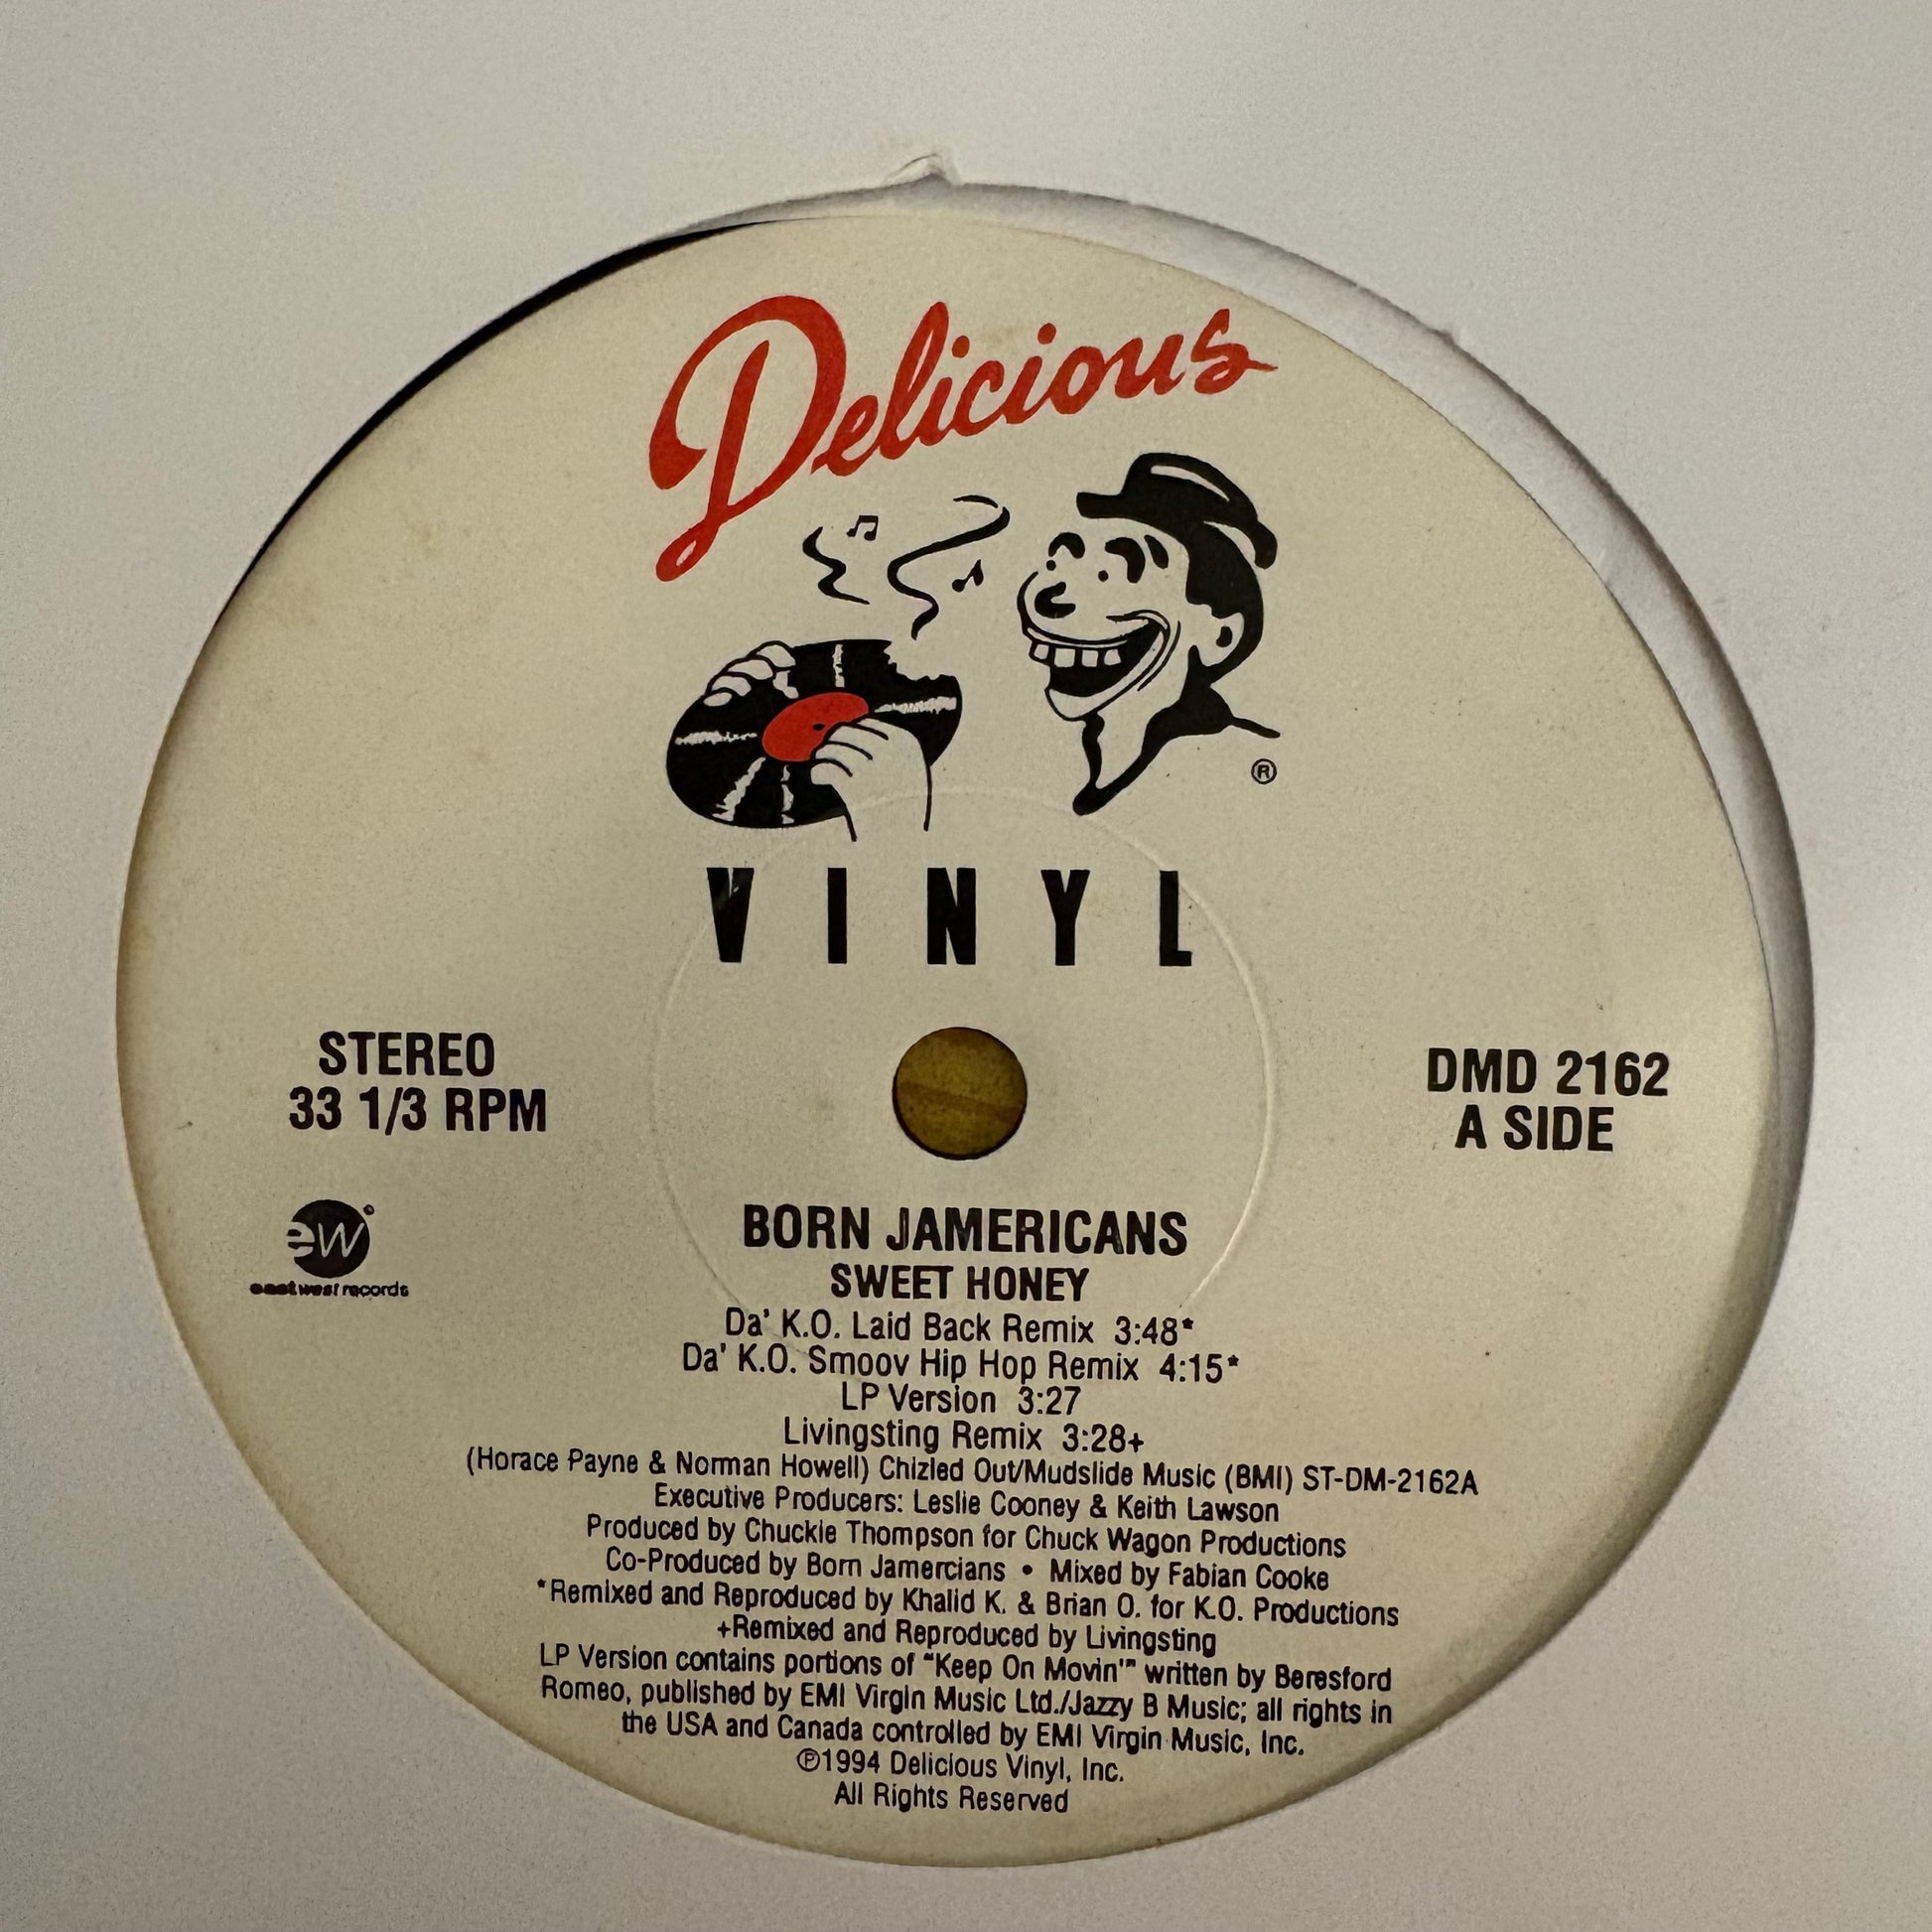 Delicious
®
VINYL
STEREO
33 1/3 RPM
DMD 2162
A SIDE
ew
eastwest records
BORN JAMERICANS
SWEET HONEY
Da' K.O. Laid Back Remix 3:48*
Da' K.O. Smoov Hip Hop Remix 4:15*
LP Version 3:27
Livingsting Remix 3:28+
(Horace Payne & Norman Howell) Chizled Out/Mudslide Music (BMI) ST-DM-2162A
Executive Producers: Leslie Cooney & Keith Lawson
Produced by Chuckie Thompson for Chuck Wagon Productions
Co-Produced by Born Jamercians • Mixed by Fabian Cooke
*Remixed and Reproduced by Khalid K. & Brian O. for K.O. Productions
+Remixed and Reproduced by Livingsting
LP Version contains portions of "Keep On Movin'" written by Beresford
Romeo, published by EMI Virgin Music Ltd./Jazzy B Music; all rights in
the USA and Canada controlled by EMI Virgin Music, Inc.
℗1994 Delicious Vinyl, Inc.
All Rights Reserved